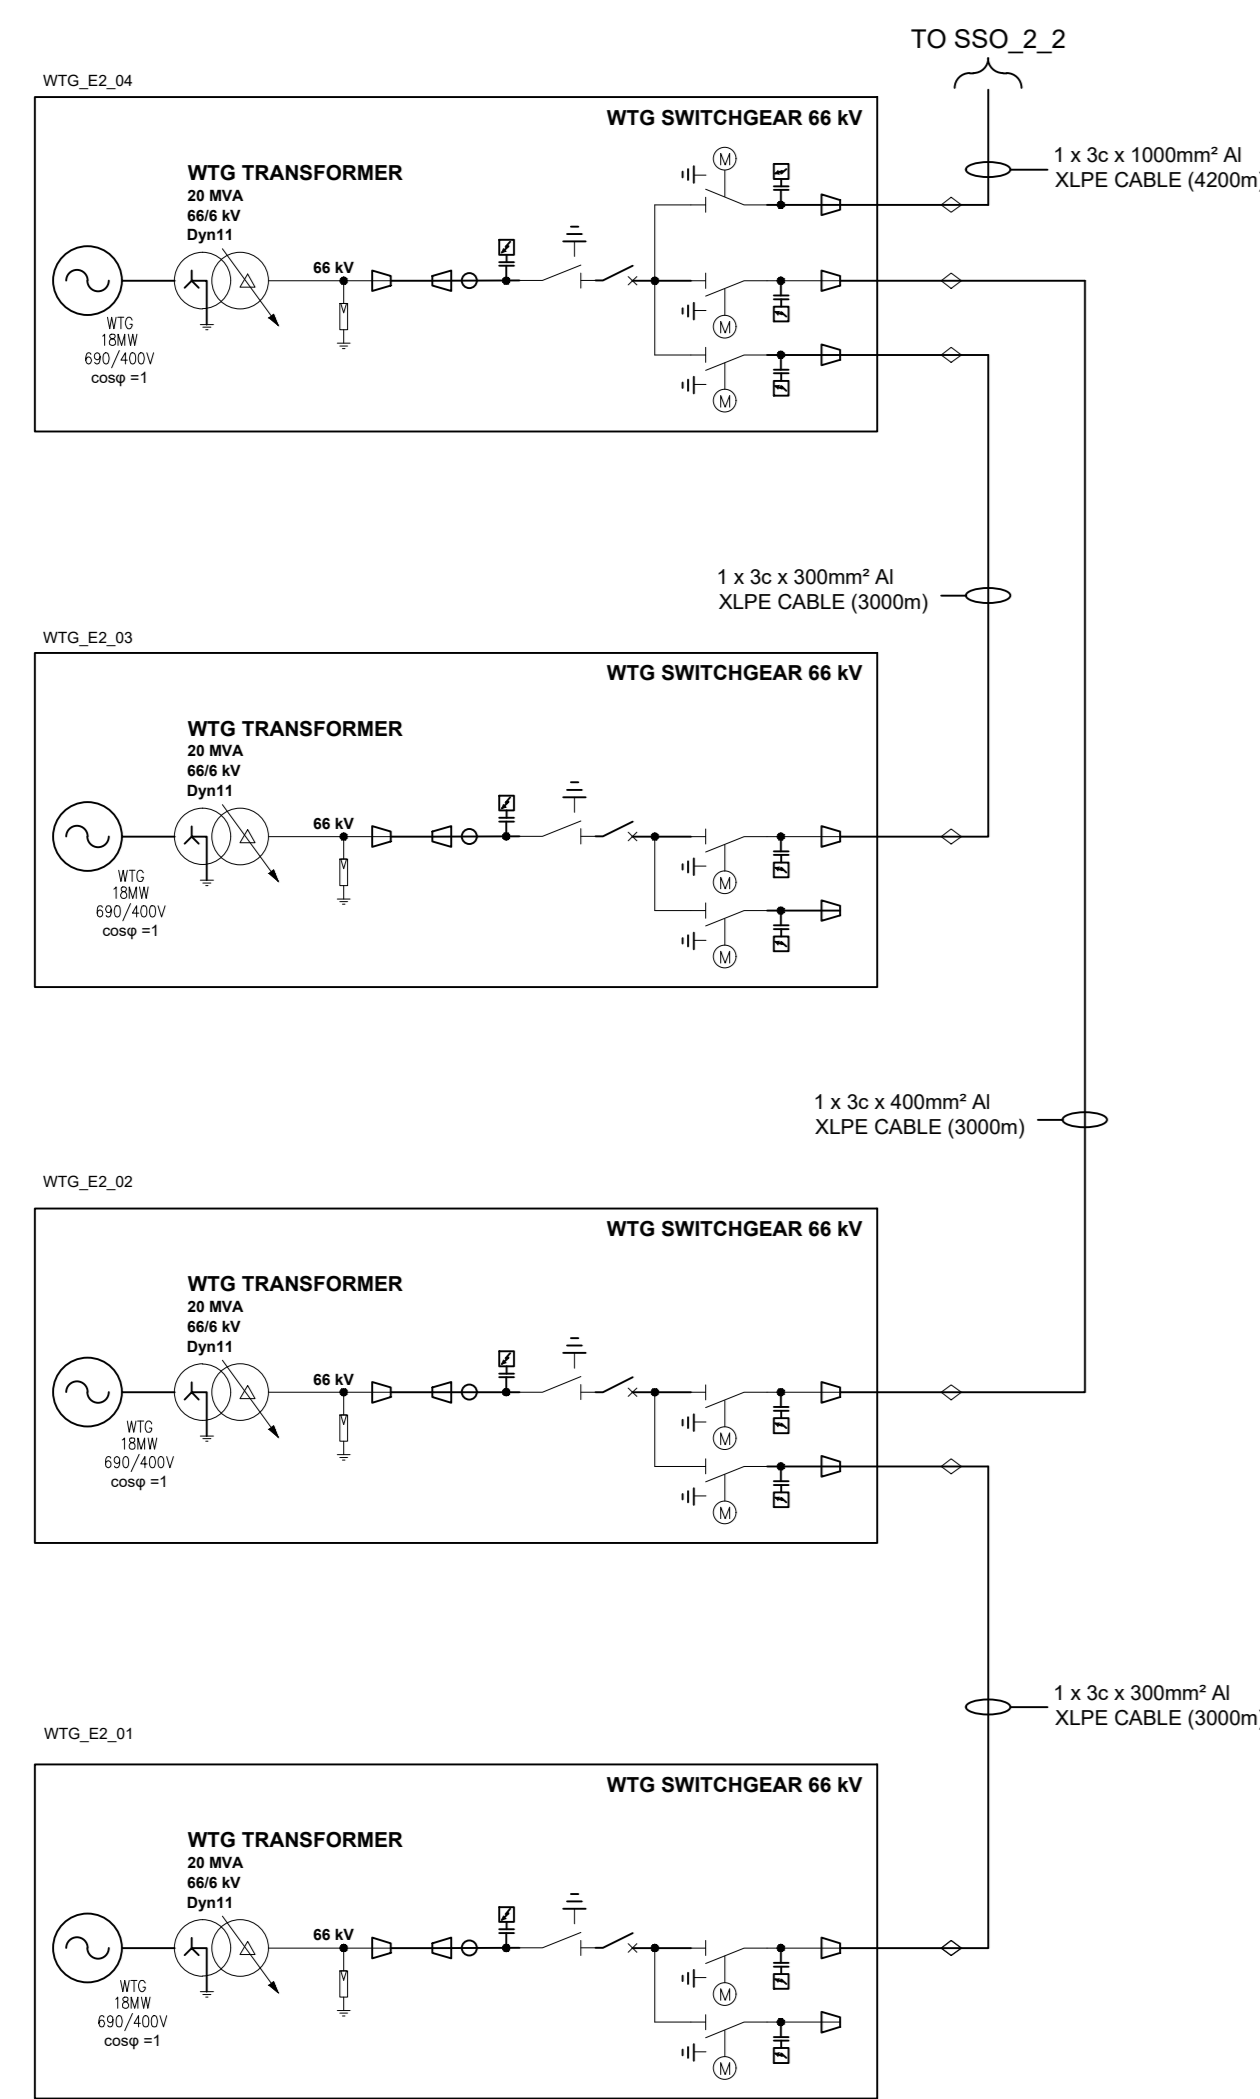 TO SSO_2_2
WTG_E2_04
WTG SWITCHGEAR 66 kV
1 x 3c x 1000mm² Al
XLPE CABLE (4200m)
WTG TRANSFORMER
20 MVA
66/6 kV
Dyn11
66 kV
M
M
M
WTG
18MW
690/400V
cosφ =1
1 x 3c x 300mm² Al
XLPE CABLE (3000m)
WTG_E2_03
WTG SWITCHGEAR 66 kV
WTG TRANSFORMER
20 MVA
66/6 kV
Dyn11
66 kV
M
M
WTG
18MW
690/400V
cosφ =1
1 x 3c x 400mm² Al
XLPE CABLE (3000m)
WTG_E2_02
WTG SWITCHGEAR 66 kV
WTG TRANSFORMER
20 MVA
66/6 kV
Dyn11
66 kV
M
M
WTG
18MW
690/400V
cosφ =1
1 x 3c x 300mm² Al
XLPE CABLE (3000m)
WTG_E2_01
WTG SWITCHGEAR 66 kV
WTG TRANSFORMER
20 MVA
66/6 kV
Dyn11
66 kV
M
M
WTG
18MW
690/400V
cosφ =1